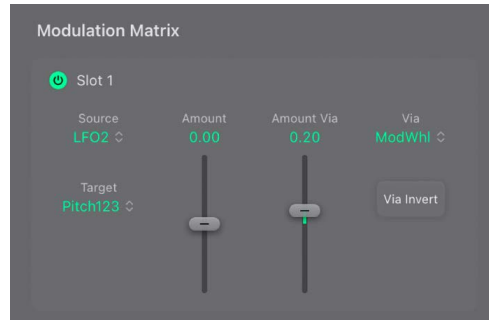 Modulation Matrix
Slot 1
Source Amount Amount Via Via
LFO2 0.00 0.20 ModWhl
Target
Pitch123
Via Invert